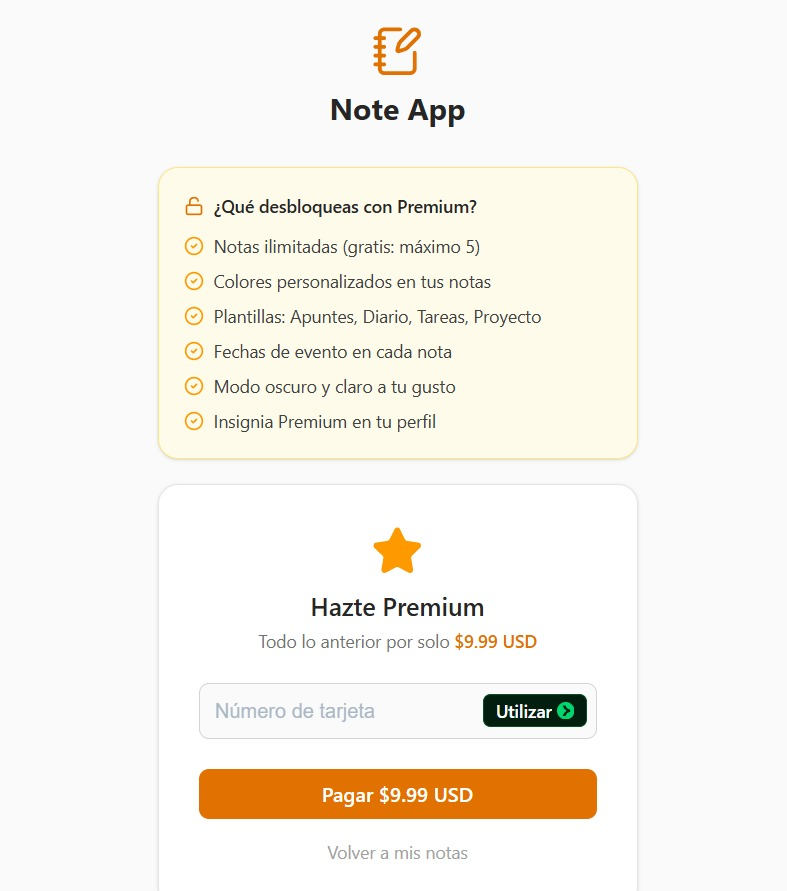 Note App
¿Qué desbloqueas con Premium?
Notas ilimitadas (gratis: máximo 5)
Colores personalizados en tus notas
Plantillas: Apuntes, Diario, Tareas, Proyecto
Fechas de evento en cada nota
Modo oscuro y claro a tu gusto
Insignia Premium en tu perfil
Hazte Premium
Todo lo anterior por solo $9.99 USD
Número de tarjeta
Utilizar
Pagar $9.99 USD
Volver a mis notas